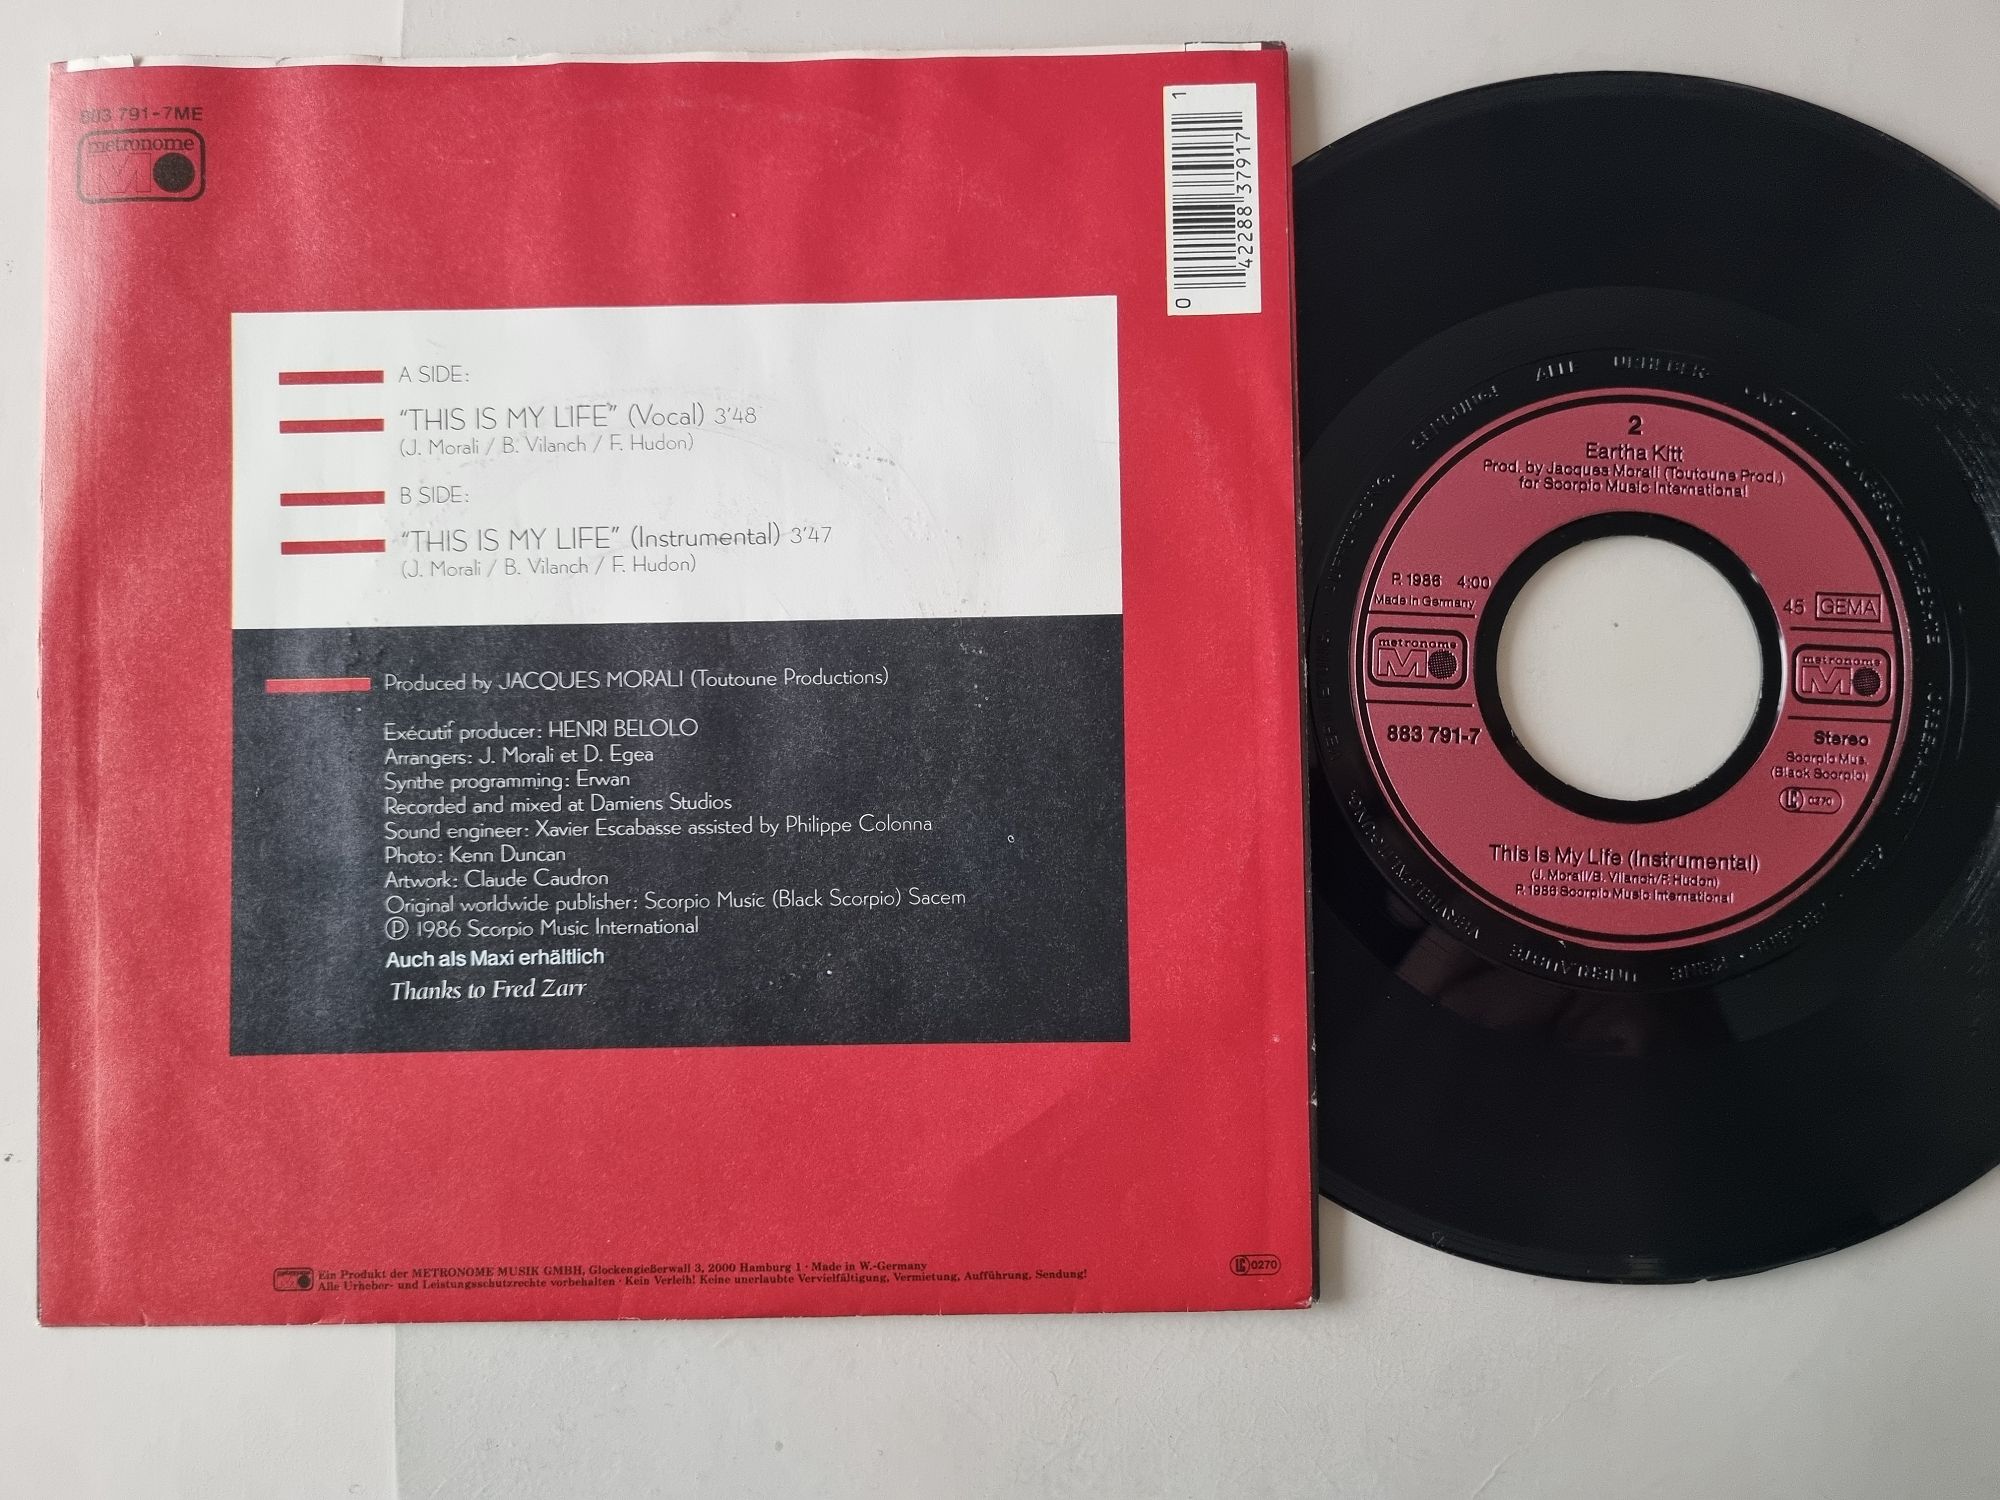 883 791-7ME
metronome
1
42288 37917
0
A SIDE:
"THIS IS MY LIFE" (Vocal) 3'48
(J. Morali / B. Vilanch / F. Hudon)
B SIDE:
"THIS IS MY LIFE" (Instrumental) 3'47
(J. Morali / B. Vilanch / F. Hudon)
Produced by JACQUES MORALI (Toutoune Productions)
Exécutif producer: HENRI BELOLO
Arrangers: J. Morali et D. Egea
Synthe programming: Erwan
Recorded and mixed at Damiens Studios
Sound engineer: Xavier Escabasse assisted by Philippe Colonna
Photo: Kenn Duncan
Artwork: Claude Caudron
Original worldwide publisher: Scorpio Music (Black Scorpio) Sacem
Ⓟ 1986 Scorpio Music International
Auch als Maxi erhältlich
Thanks to Fred Zarr
Ein Produkt der METRONOME MUSIK GMBH, Glockengießerwall 3, 2000 Hamburg 1 · Made in W.-Germany
Alle Urheber- und Leistungsschutzrechte vorbehalten · Kein Verleih! Keine unerlaubte Vervielfältigung, Vermietung, Aufführung, Sendung!
LC 0270
2
Eartha Kitt
Prod. by Jacques Morali (Toutoune Prod.)
for Scorpio Music International
P. 1986 4:00
Made in Germany
metronome
883 791-7
45 GEMA
metronome
Stereo
Scorpio Mus.
(Black Scorpio)
LC 0270
This Is My Life (Instrumental)
(J. Morali/B. Vilanch/F. Hudon)
P. 1986 Scorpio Music International
ALLE URHEBER-